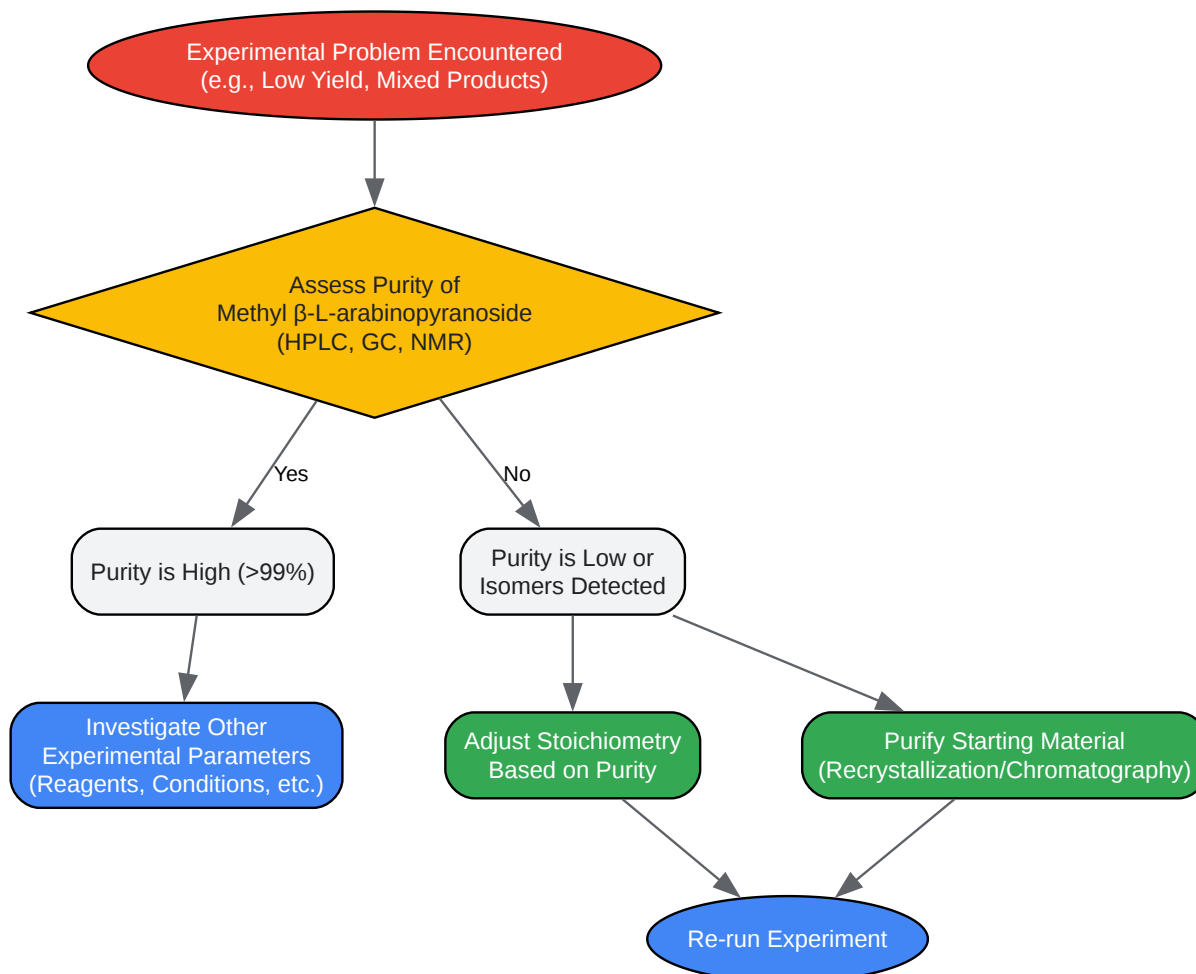 Experimental Problem Encountered
(e.g., Low Yield, Mixed Products)
Assess Purity of
Methyl β-L-arabinopyranoside
(HPLC, GC, NMR)
Yes
No
Purity is High (>99%)
Purity is Low or
Isomers Detected
Investigate Other
Experimental Parameters
(Reagents, Conditions, etc.)
Adjust Stoichiometry
Based on Purity
Purify Starting Material
(Recrystallization/Chromatography)
Re-run Experiment